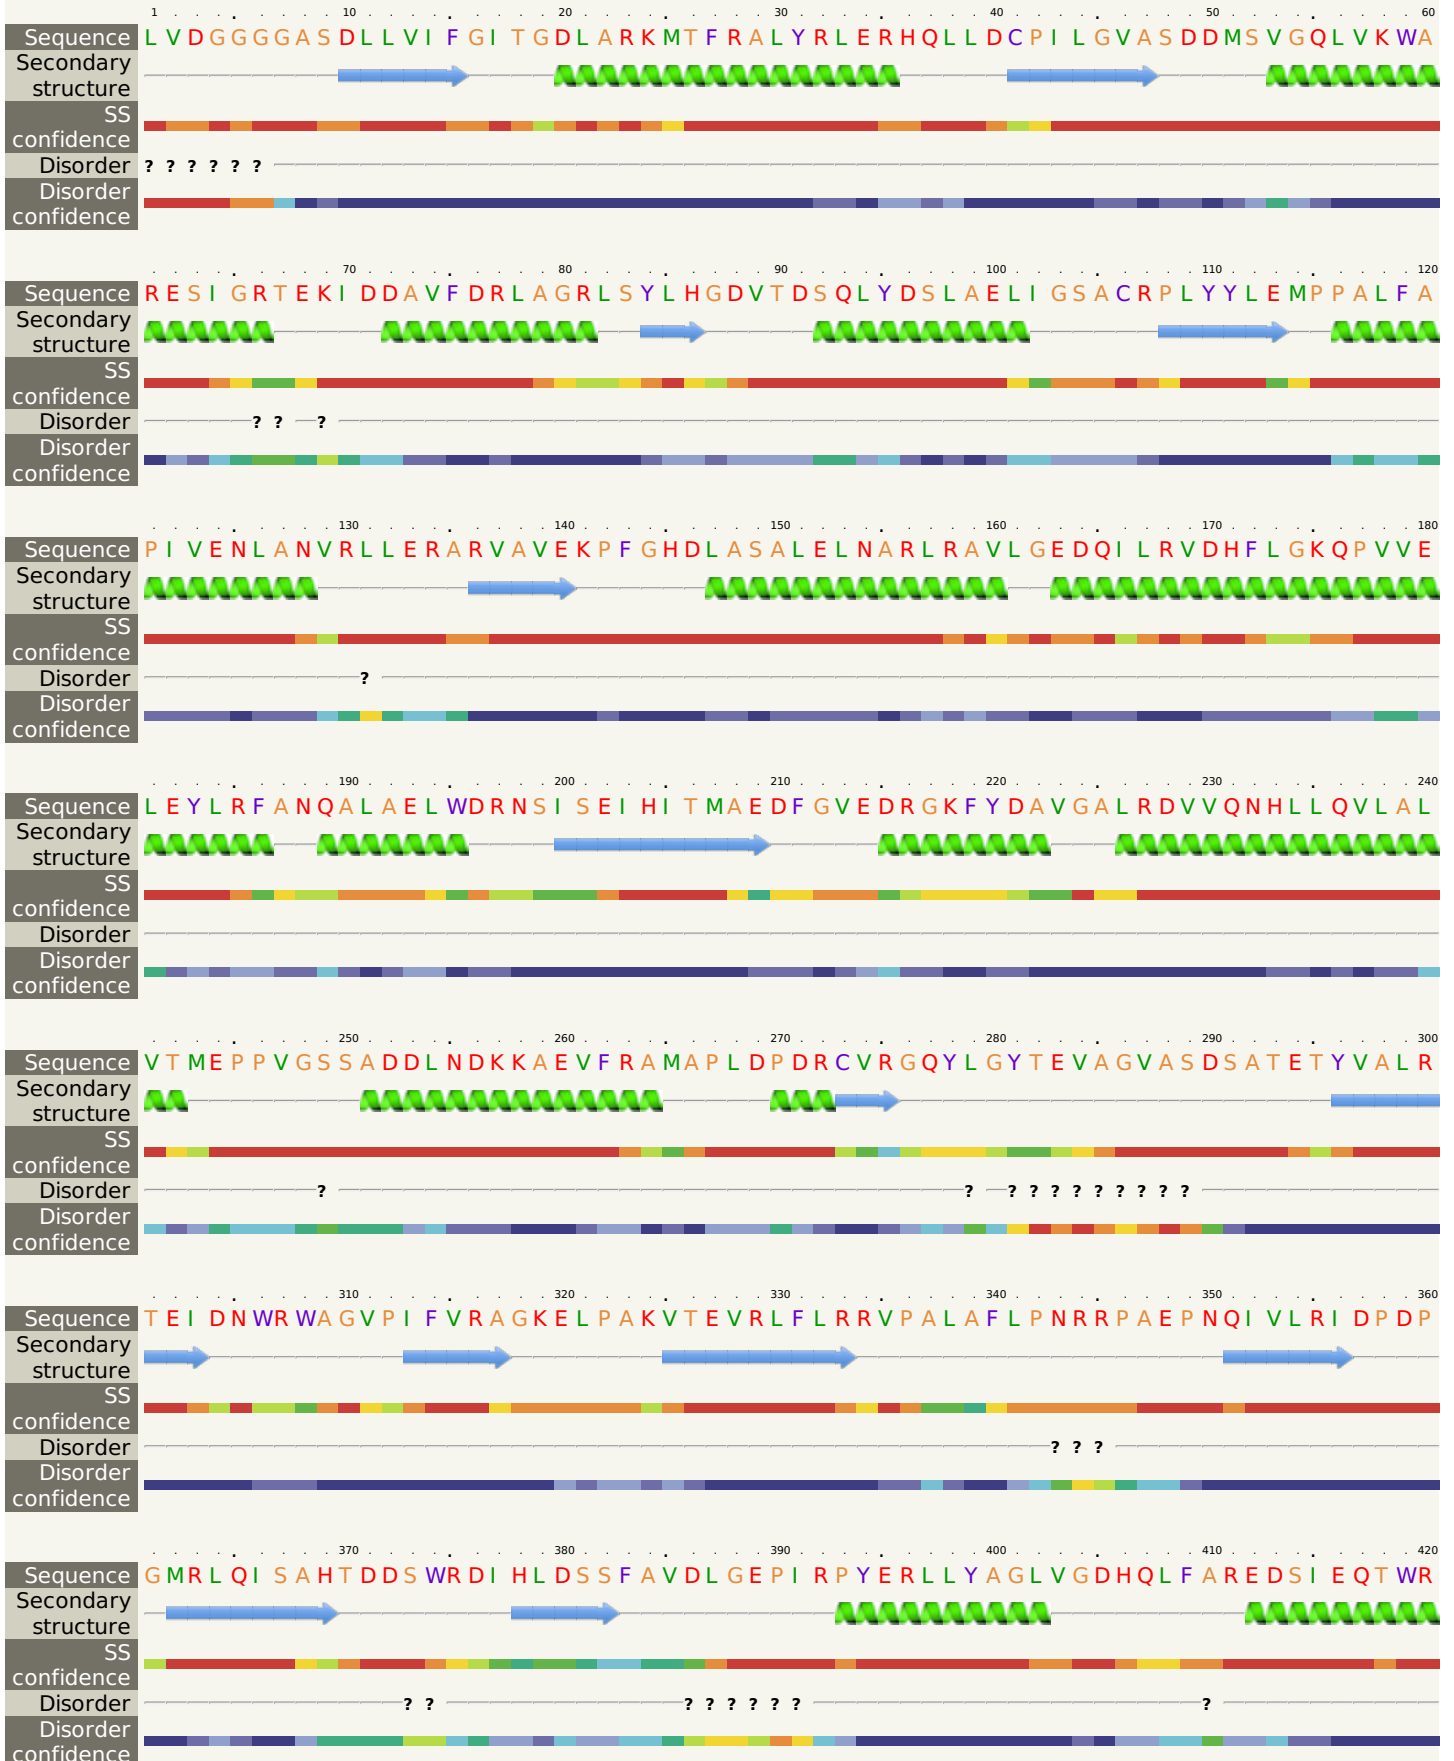 1 . . . . . . . . 10 . . . . . . . . . 20 . . . . . . . . . 30 . . . . . . . . . 40 . . . . . . . . . 50 . . . . . . . . . 60
Sequence L V D G G G G A S D L L V I F G I T G D L A R K M T F R A L Y R L E R H Q L L D C P I L G V A S D D M S V G Q L V K W A
Secondary structure
SS confidence
Disorder ? ? ? ? ? ?
Disorder confidence
. . . . . . . . . 70 . . . . . . . . . 80 . . . . . . . . . 90 . . . . . . . . . 100 . . . . . . . . . 110 . . . . . . . . . 120
Sequence R E S I G R T E K I D D A V F D R L A G R L S Y L H G D V T D S Q L Y D S L A E L I G S A C R P L Y Y L E M P P A L F A
Secondary structure
SS confidence
Disorder ? ? ?
Disorder confidence
. . . . . . . . . 130 . . . . . . . . . 140 . . . . . . . . . 150 . . . . . . . . . 160 . . . . . . . . . 170 . . . . . . . . . 180
Sequence P I V E N L A N V R L L E R A R V A V E K P F G H D L A S A L E L N A R L R A V L G E D Q I L R V D H F L G K Q P V V E
Secondary structure
SS confidence
Disorder ?
Disorder confidence
. . . . . . . . . 190 . . . . . . . . . 200 . . . . . . . . . 210 . . . . . . . . . 220 . . . . . . . . . 230 . . . . . . . . . 240
Sequence L E Y L R F A N Q A L A E L W D R N S I S E I H I T M A E D F G V E D R G K F Y D A V G A L R D V V Q N H L L Q V L A L
Secondary structure
SS confidence
Disorder
Disorder confidence
. . . . . . . . . 250 . . . . . . . . . 260 . . . . . . . . . 270 . . . . . . . . . 280 . . . . . . . . . 290 . . . . . . . . . 300
Sequence V T M E P P V G S S A D D L N D K K A E V F R A M A P L D P D R C V R G Q Y L G Y T E V A G V A S D S A T E T Y V A L R
Secondary structure
SS confidence
Disorder ? ? ? ? ? ? ? ? ? ? ?
Disorder confidence
. . . . . . . . . 310 . . . . . . . . . 320 . . . . . . . . . 330 . . . . . . . . . 340 . . . . . . . . . 350 . . . . . . . . . 360
Sequence T E I D N W R W A G V P I F V R A G K E L P A K V T E V R L F L R R V P A L A F L P N R R P A E P N Q I V L R I D P D P
Secondary structure
SS confidence
Disorder ? ? ?
Disorder confidence
. . . . . . . . . 370 . . . . . . . . . 380 . . . . . . . . . 390 . . . . . . . . . 400 . . . . . . . . . 410 . . . . . . . . . 420
Sequence G M R L Q I S A H T D D S W R D I H L D S S F A V D L G E P I R P Y E R L L Y A G L V G D H Q L F A R E D S I E Q T W R
Secondary structure
SS confidence
Disorder ? ? ? ? ? ? ? ? ?
Disorder confidence